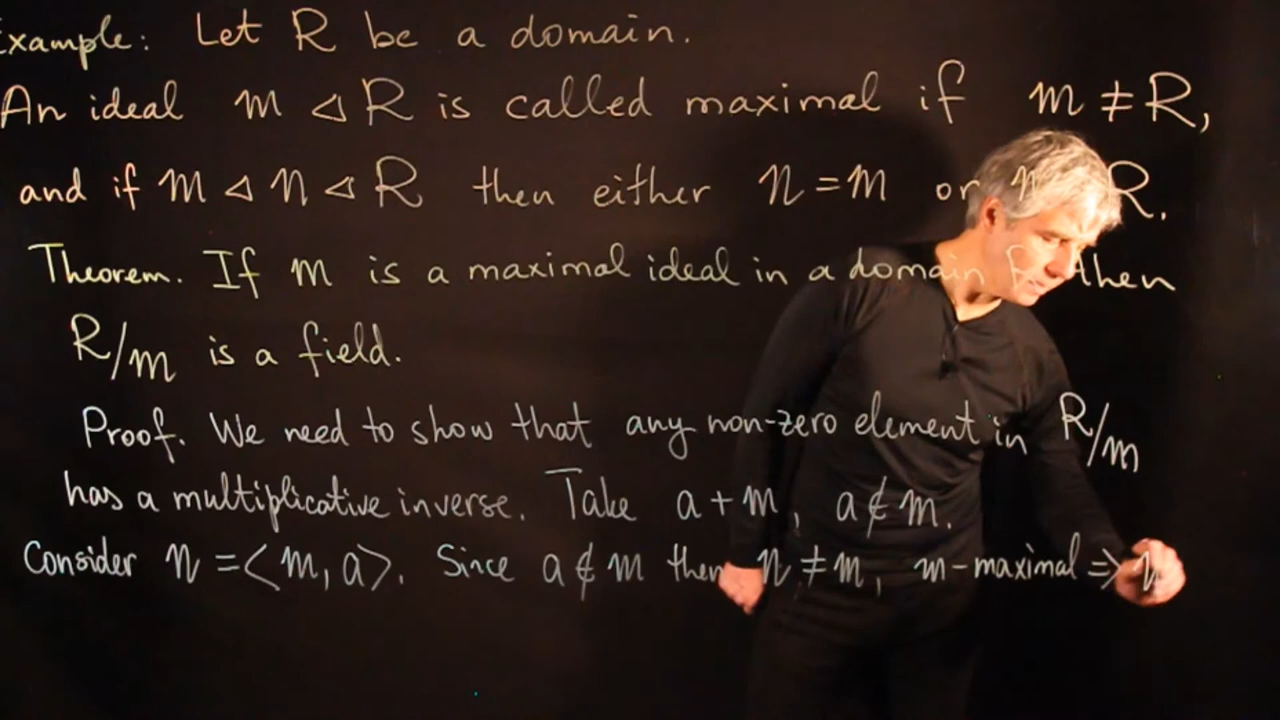 Example: Let R be a domain.
An ideal m ◁ R is called maximal if m ≠ R,
and if m ◁ n ◁ R then either n = m or n R.
Theorem. If m is a maximal ideal in a domain R then
R/m is a field.
Proof. We need to show that any non-zero element in R/m
has a multiplicative inverse. Take a + m, a ∉ m.
Consider n = <m, a>. Since a ∉ m then n ≠ m, m - maximal => n